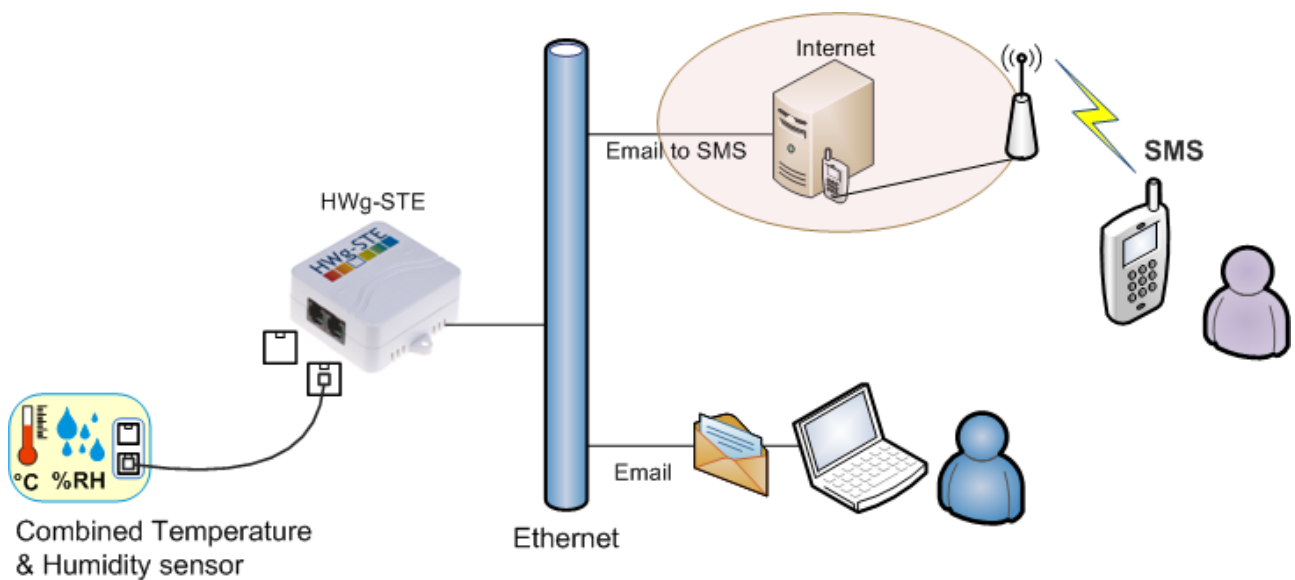 Internet
Email to SMS
SMS
HWg-STE
HWg-STE
°C %RH
Email
Combined Temperature
& Humidity sensor
Ethernet